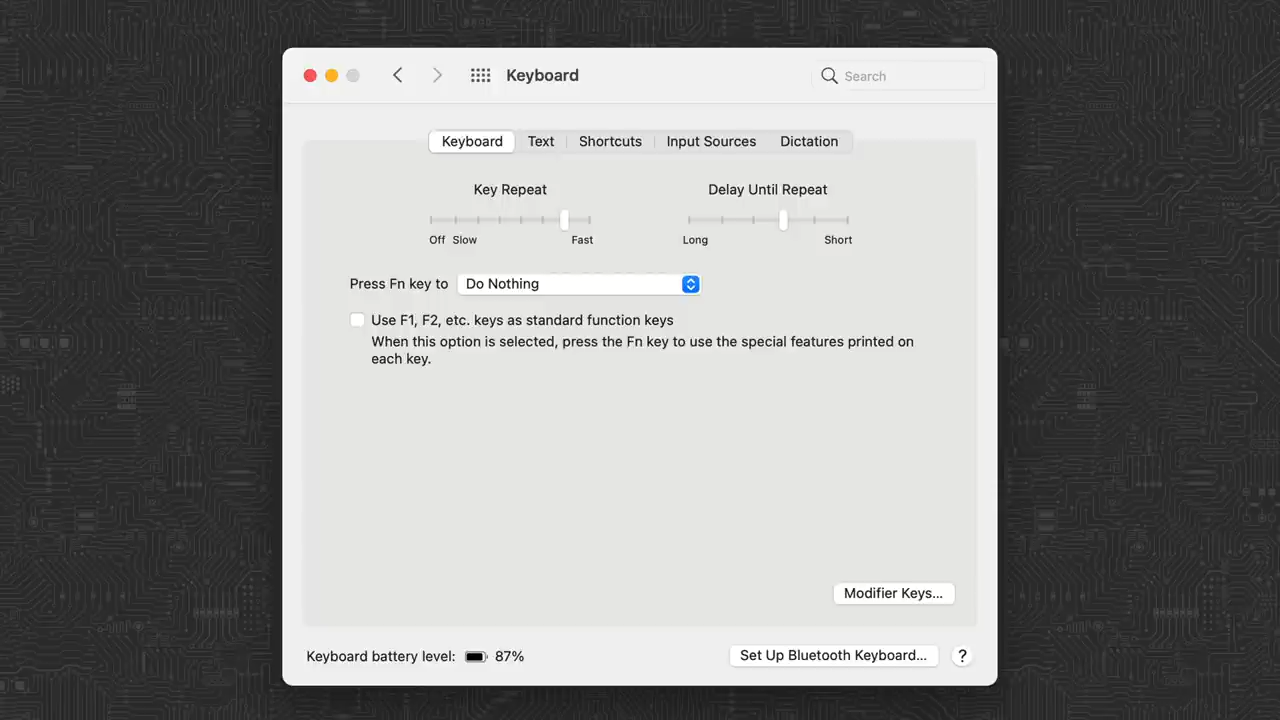 Keyboard
Search
Keyboard Text Shortcuts Input Sources Dictation
Key Repeat Delay Until Repeat
Off Slow Fast Long Short
Press Fn key to Do Nothing
Use F1, F2, etc. keys as standard function keys
When this option is selected, press the Fn key to use the special features printed on
each key.
Modifier Keys...
Keyboard battery level: 87% Set Up Bluetooth Keyboard... ?